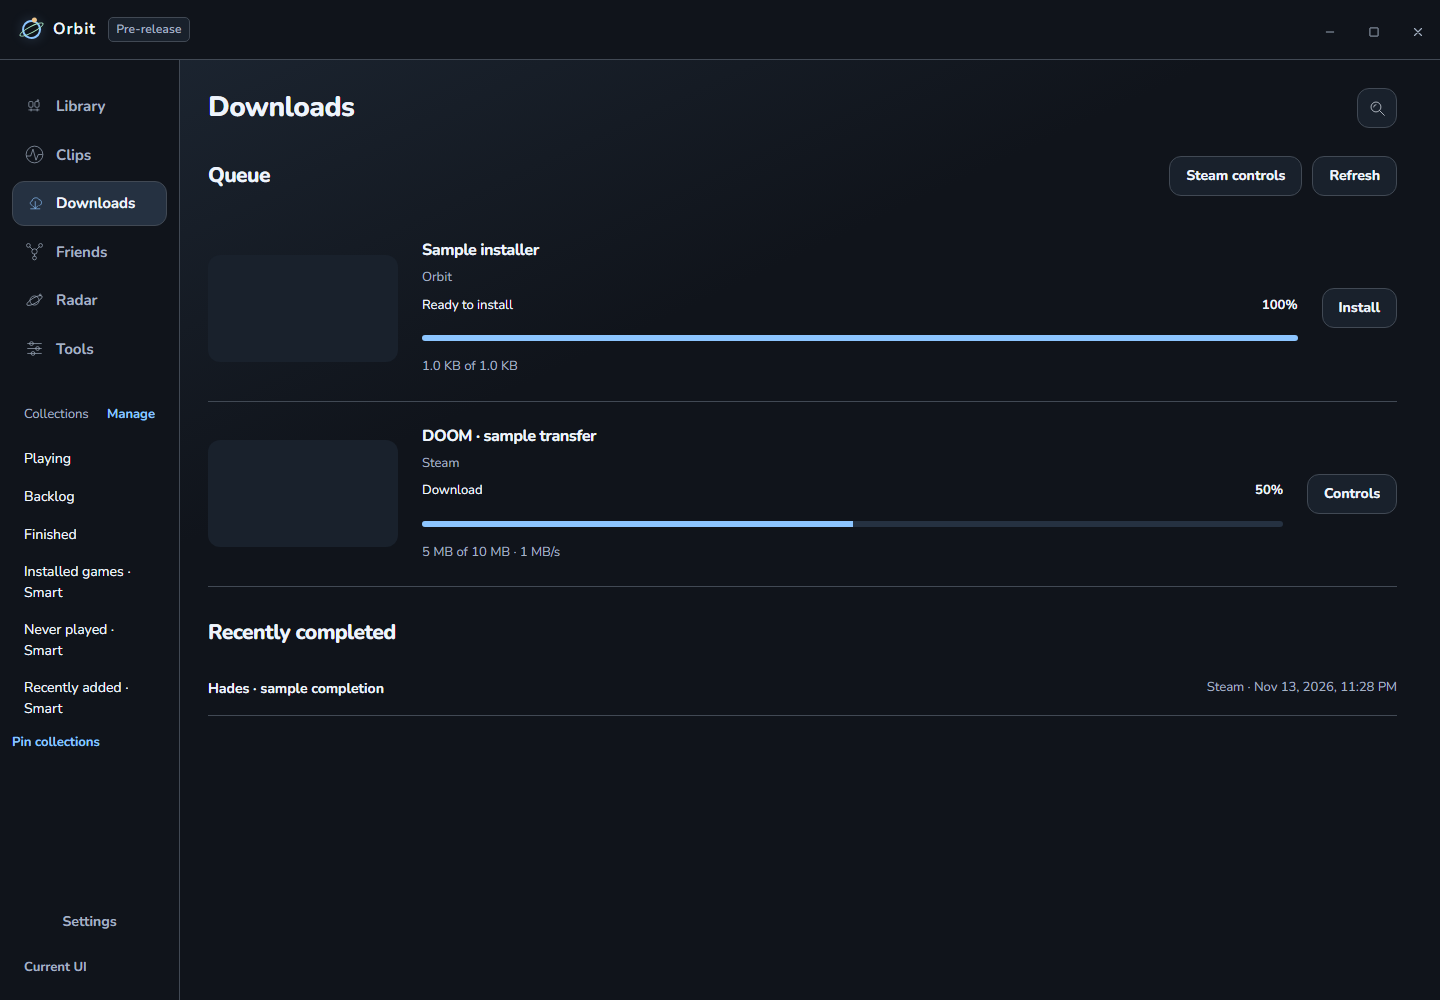 Orbit
Pre-release
Library
Clips
Downloads
Friends
Radar
Tools
Collections
Manage
Playing
Backlog
Finished
Installed games ·
Smart
Never played ·
Smart
Recently added ·
Smart
Pin collections
Settings
Current UI
Downloads
Queue
Steam controls
Refresh
Sample installer
Orbit
Ready to install
100%
Install
1.0 KB of 1.0 KB
DOOM · sample transfer
Steam
Download
50%
Controls
5 MB of 10 MB · 1 MB/s
Recently completed
Hades · sample completion
Steam · Nov 13, 2026, 11:28 PM